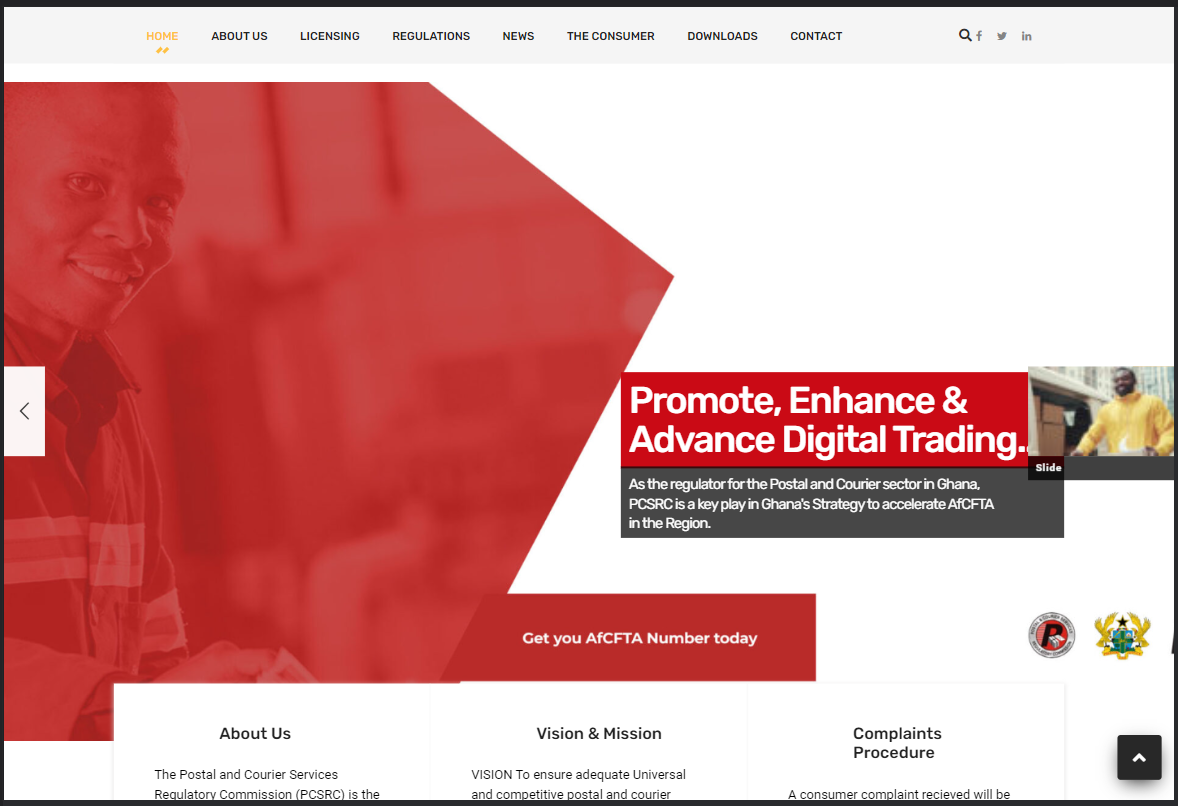 HOME ABOUT US LICENSING REGULATIONS NEWS THE CONSUMER DOWNLOADS CONTACT
Promote, Enhance &
Advance Digital Trading..
Slide
As the regulator for the Postal and Courier sector in Ghana,
PCSRC is a key play in Ghana's Strategy to accelerate AfCFTA
in the Region.
Get you AfCFTA Number today
About Us
The Postal and Courier Services
Regulatory Commission (PCSRC) is the
Vision & Mission
VISION To ensure adequate Universal
and competitive postal and courier
Complaints
Procedure
A consumer complaint recieved will be